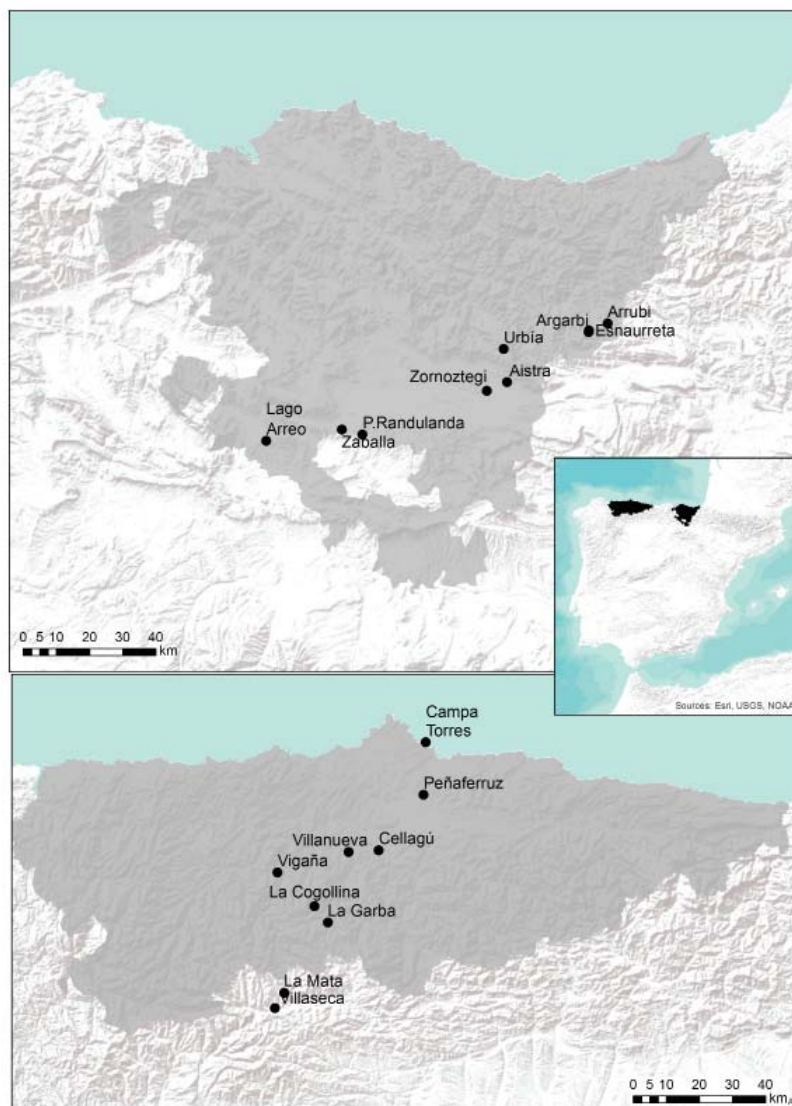 Arrubi
Argarbi
Esnaurreta
Urbía
Aistra
Zornoztegi
Lago
Arreo
P.Randulanda
Zaballa
0 5 10 20 30 40
km
Sources: Esri, USGS, NOAA
Campa
Torres
Peñaferruz
Villanueva
Cellagú
Vigaña
La Cogollina
La Garba
La Mata
Villaseca
0 5 10 20 30 40
km